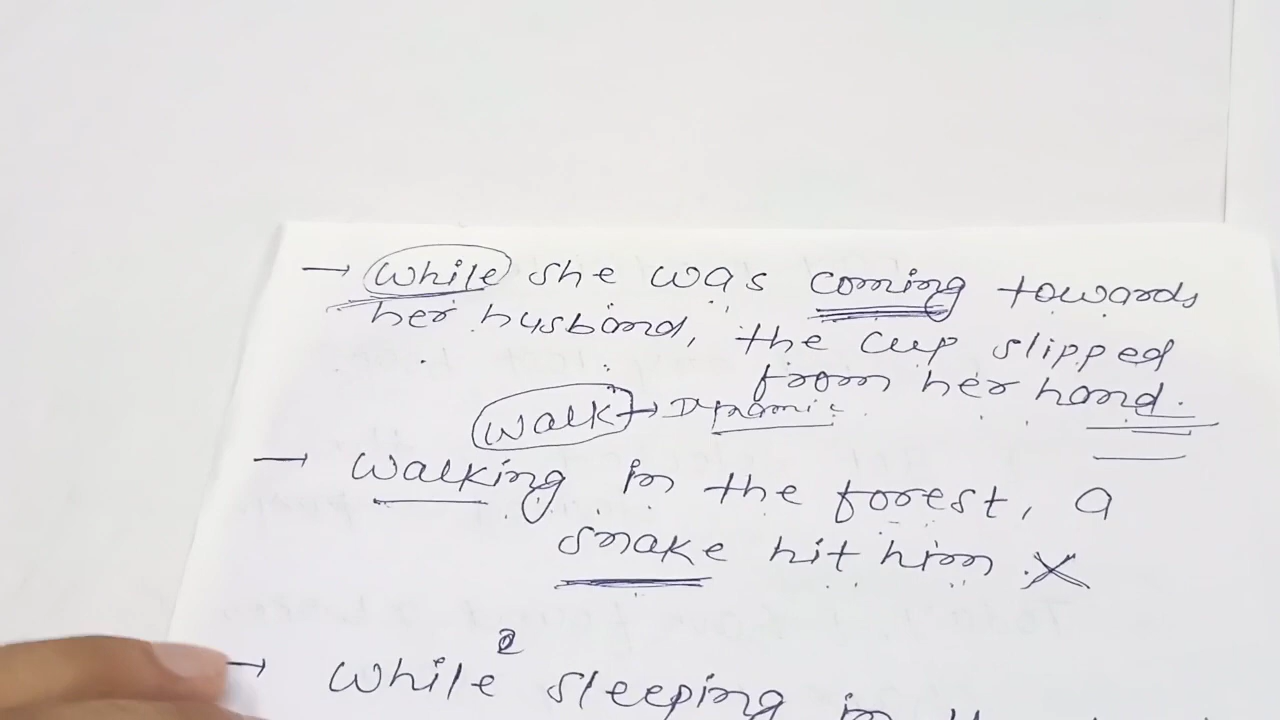 → While she was coming towards
her husband, the cup slipped
from her hand.
Walk → Dynamic
→ Walking in the forest, a
snake hit him. X
→ While sleeping in